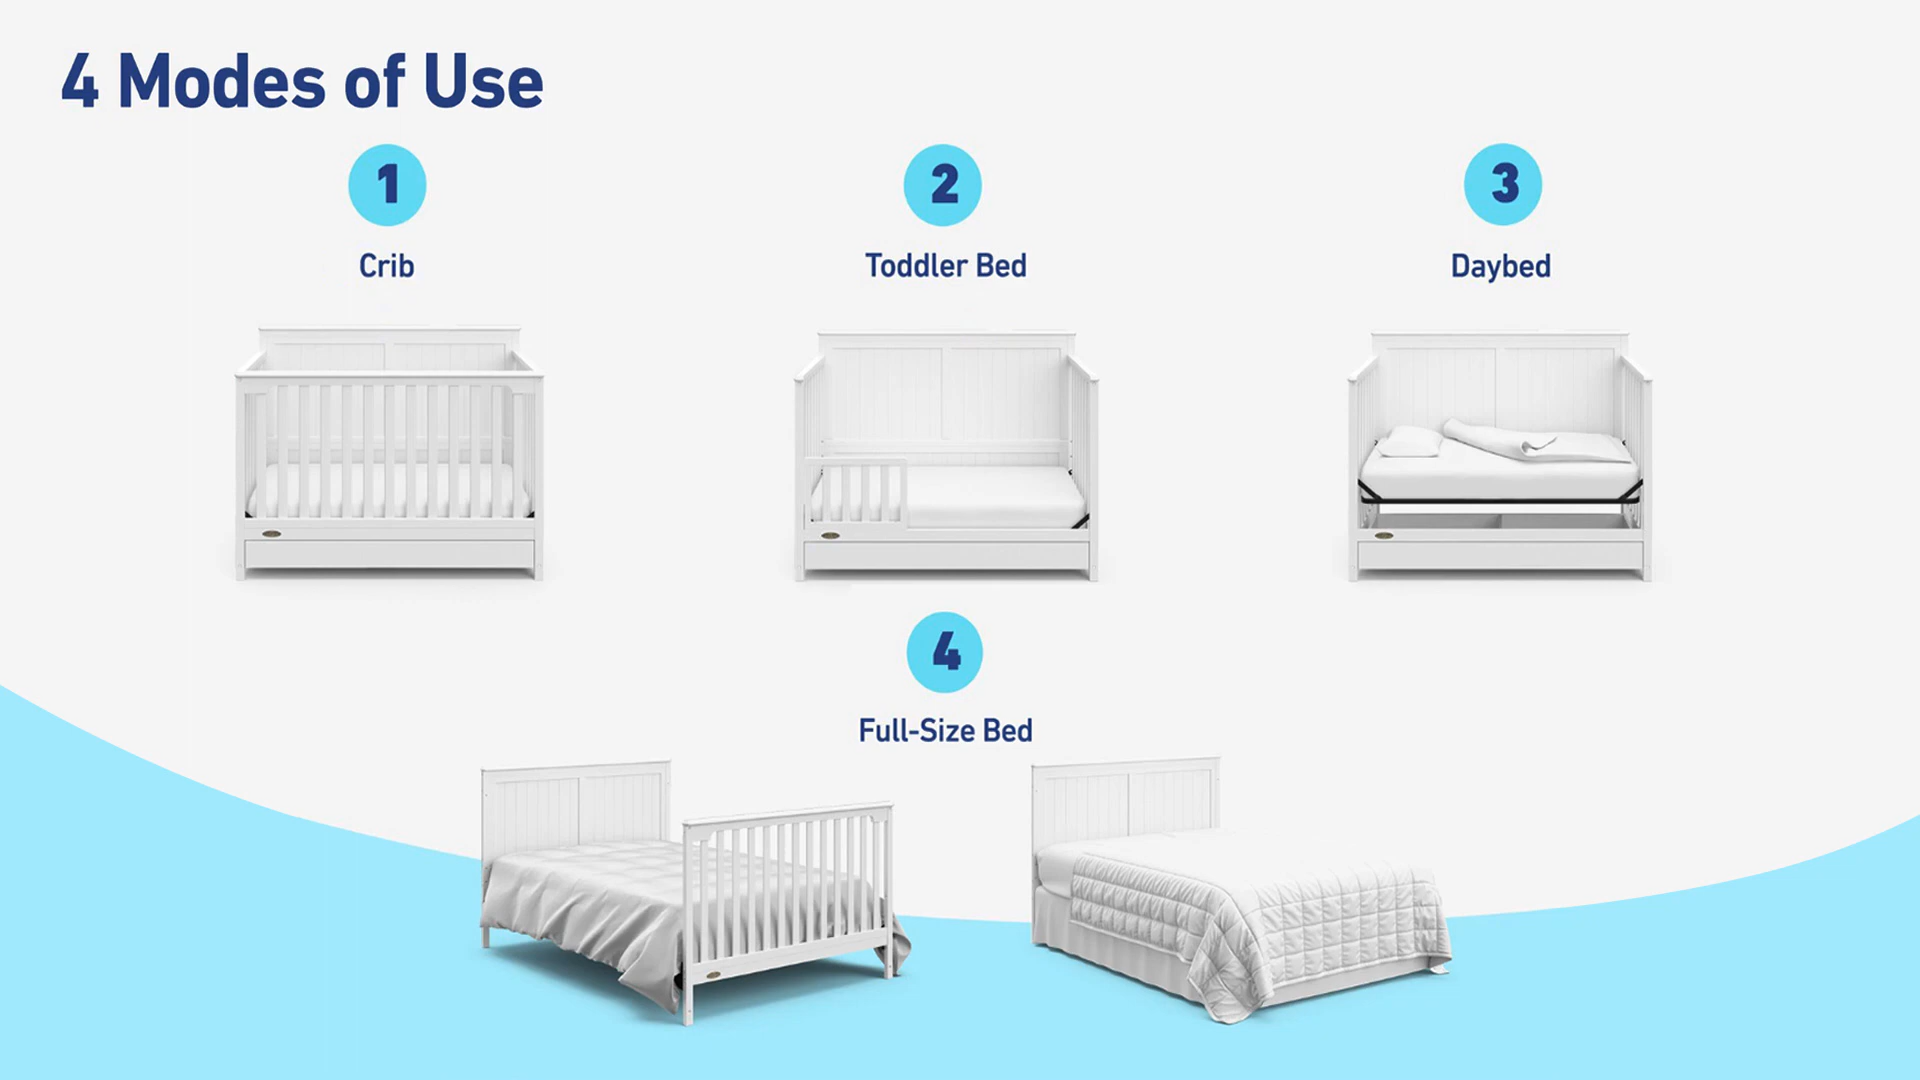 4 Modes of Use
1
2
3
Crib
Toddler Bed
Daybed
4
Full-Size Bed